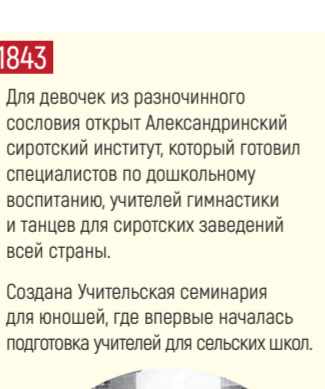 1843
Для девочек из разночинного
сословия открыт Александринский
сиротский институт, который готовил
специалистов по дошкольному
воспитанию, учителей гимнастики
и танцев для сиротских заведений
всей страны.
Создана Учительская семинария
для юношей, где впервые началась
подготовка учителей для сельских школ.